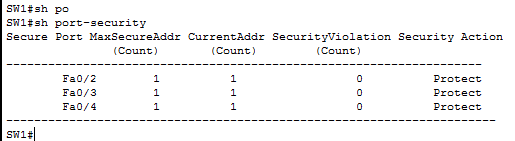 SW1#sh po
SW1#sh port-security
Secure Port MaxSecureAddr CurrentAddr SecurityViolation Security Action
(Count) (Count) (Count)
--------------------------------------------------------------------
Fa0/2 1 1 0 Protect
Fa0/3 1 1 0 Protect
Fa0/4 1 1 0 Protect
----------------------------------------------------------------------
SW1#